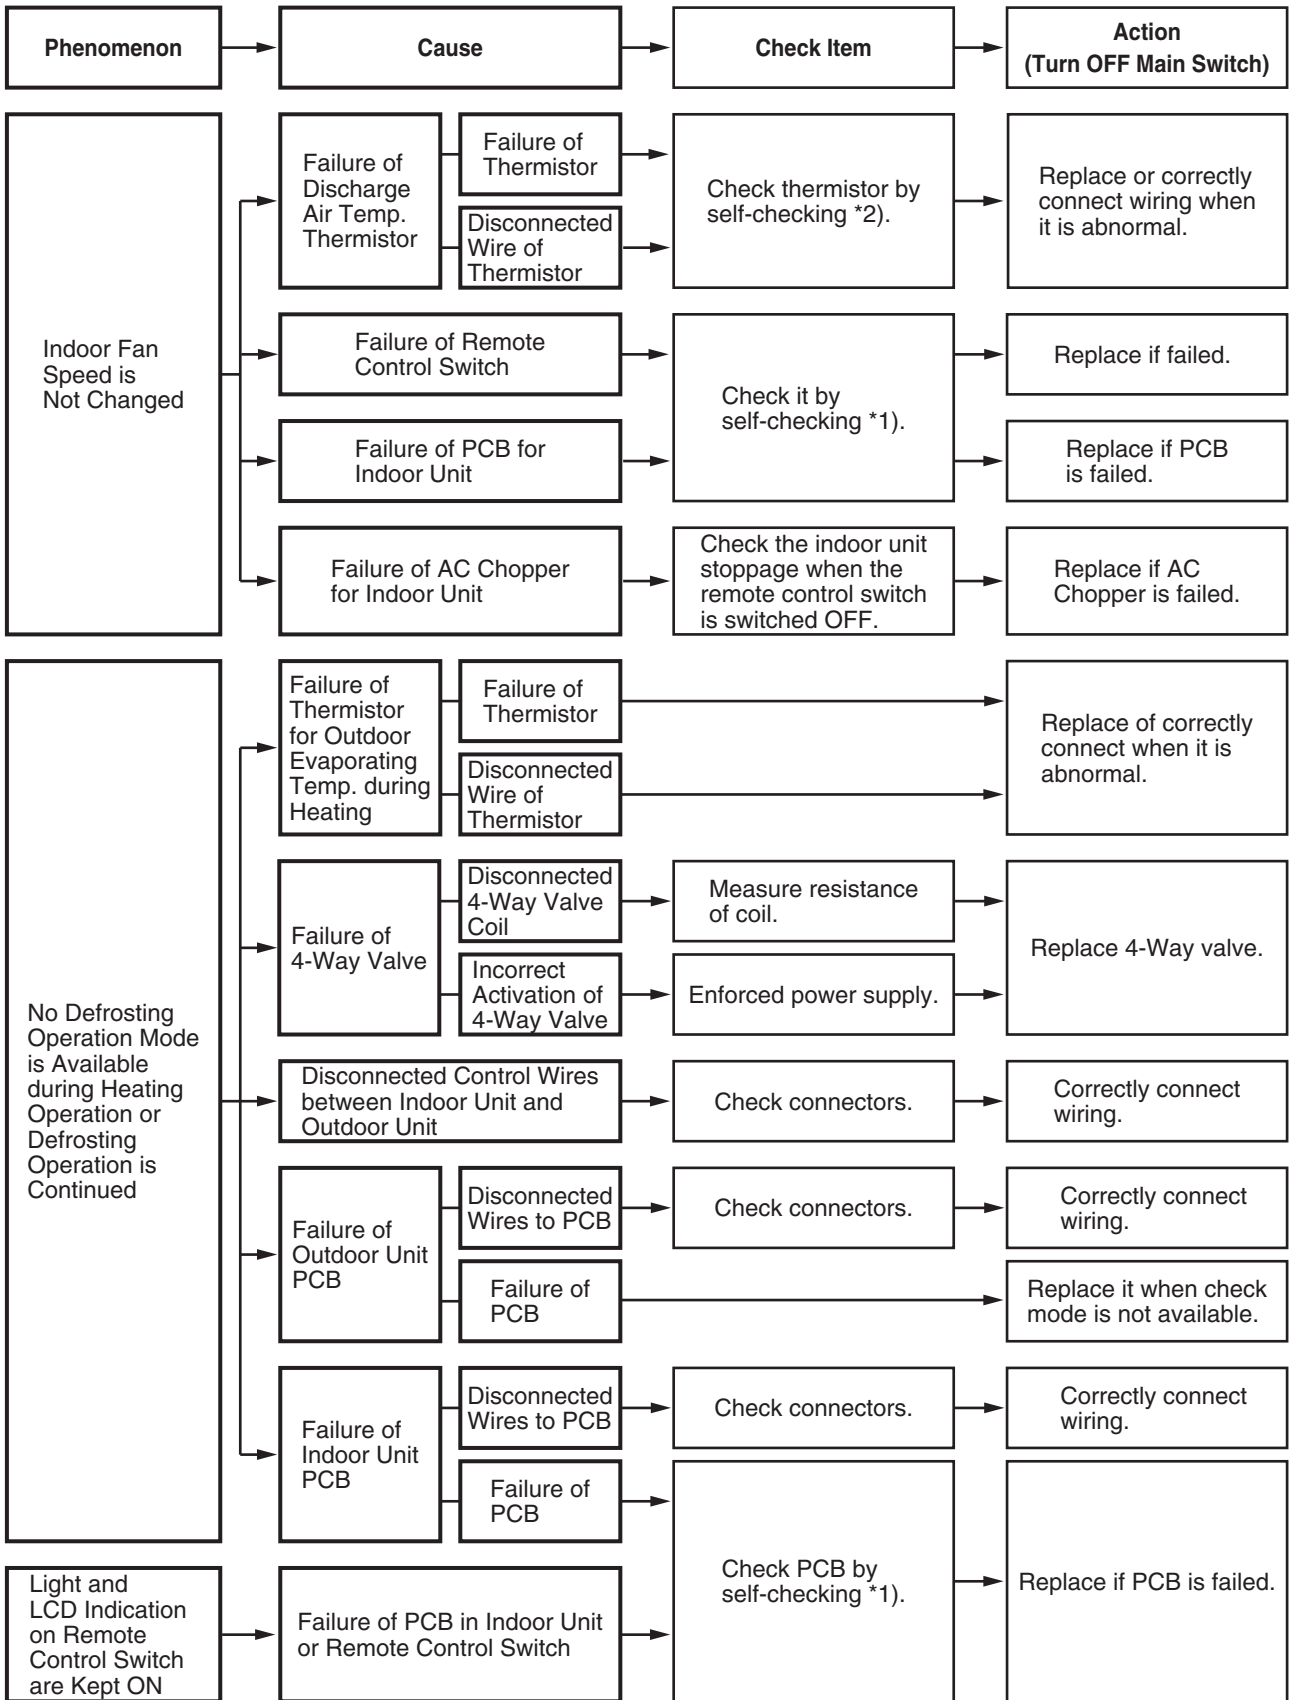 Phenomenon
Cause
Check Item
Action
(Turn OFF Main Switch)
Indoor Fan
Speed is
Not Changed
Failure of
Discharge
Air Temp.
Thermistor
Failure of
Thermistor
Disconnected
Wire of
Thermistor
Check thermistor by
self-checking *2).
Replace or correctly
connect wiring when
it is abnormal.
Failure of Remote
Control Switch
Check it by
self-checking *1).
Replace if failed.
Failure of PCB for
Indoor Unit
Replace if PCB
is failed.
Failure of AC Chopper
for Indoor Unit
Check the indoor unit
stoppage when the
remote control switch
is switched OFF.
Replace if AC
Chopper is failed.
No Defrosting
Operation Mode
is Available
during Heating
Operation or
Defrosting
Operation is
Continued
Failure of
Thermistor
for Outdoor
Evaporating
Temp. during
Heating
Failure of
Thermistor
Disconnected
Wire of
Thermistor
Replace of correctly
connect when it is
abnormal.
Failure of
4-Way Valve
Disconnected
4-Way Valve
Coil
Measure resistance
of coil.
Incorrect
Activation of
4-Way Valve
Enforced power supply.
Replace 4-Way valve.
Disconnected Control Wires
between Indoor Unit and
Outdoor Unit
Check connectors.
Correctly connect
wiring.
Failure of
Outdoor Unit
PCB
Disconnected
Wires to PCB
Check connectors.
Correctly connect
wiring.
Failure of
PCB
Replace it when check
mode is not available.
Failure of
Indoor Unit
PCB
Disconnected
Wires to PCB
Check connectors.
Correctly connect
wiring.
Failure of
PCB
Check PCB by
self-checking *1).
Replace if PCB is failed.
Light and
LCD Indication
on Remote
Control Switch
are Kept ON
Failure of PCB in Indoor Unit
or Remote Control Switch